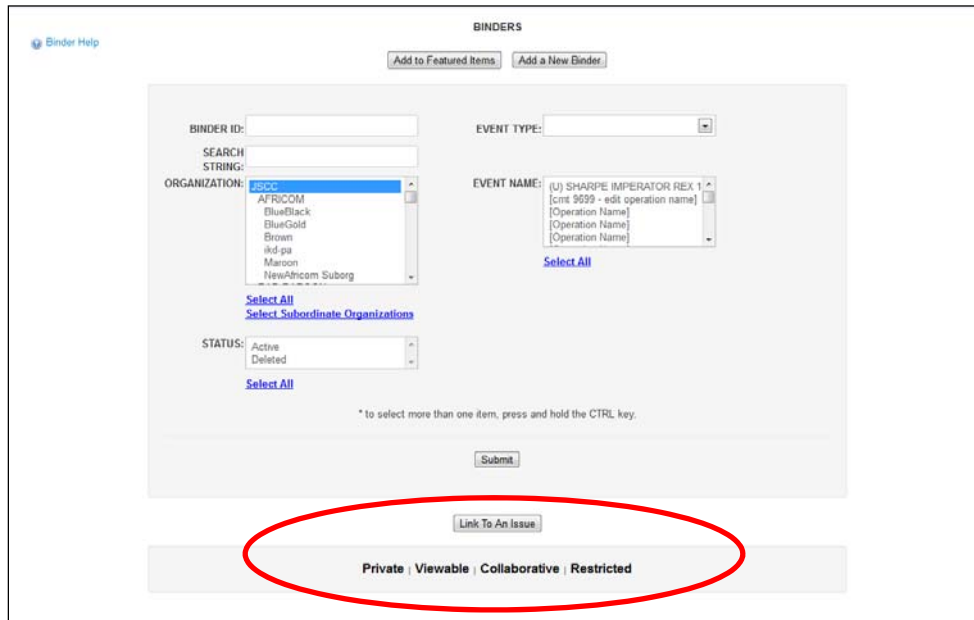 BINDERS
Binder Help
Add to Featured Items Add a New Binder
BINDER ID:
EVENT TYPE:
SEARCH
STRING:
ORGANIZATION:
JSCC
AFRICOM
BlueBlack
BlueGold
Brown
ikd-pa
Maroon
NewAfricom Suborg
Select All
Select Subordinate Organizations
EVENT NAME:
(U) SHARPE IMPERATOR REX 1
[cmt 9699 - edit operation name]
[Operation Name]
[Operation Name]
[Operation Name]
Select All
STATUS:
Active
Deleted
Select All
* to select more than one item, press and hold the CTRL key.
Submit
Link To An Issue
Private | Viewable | Collaborative | Restricted